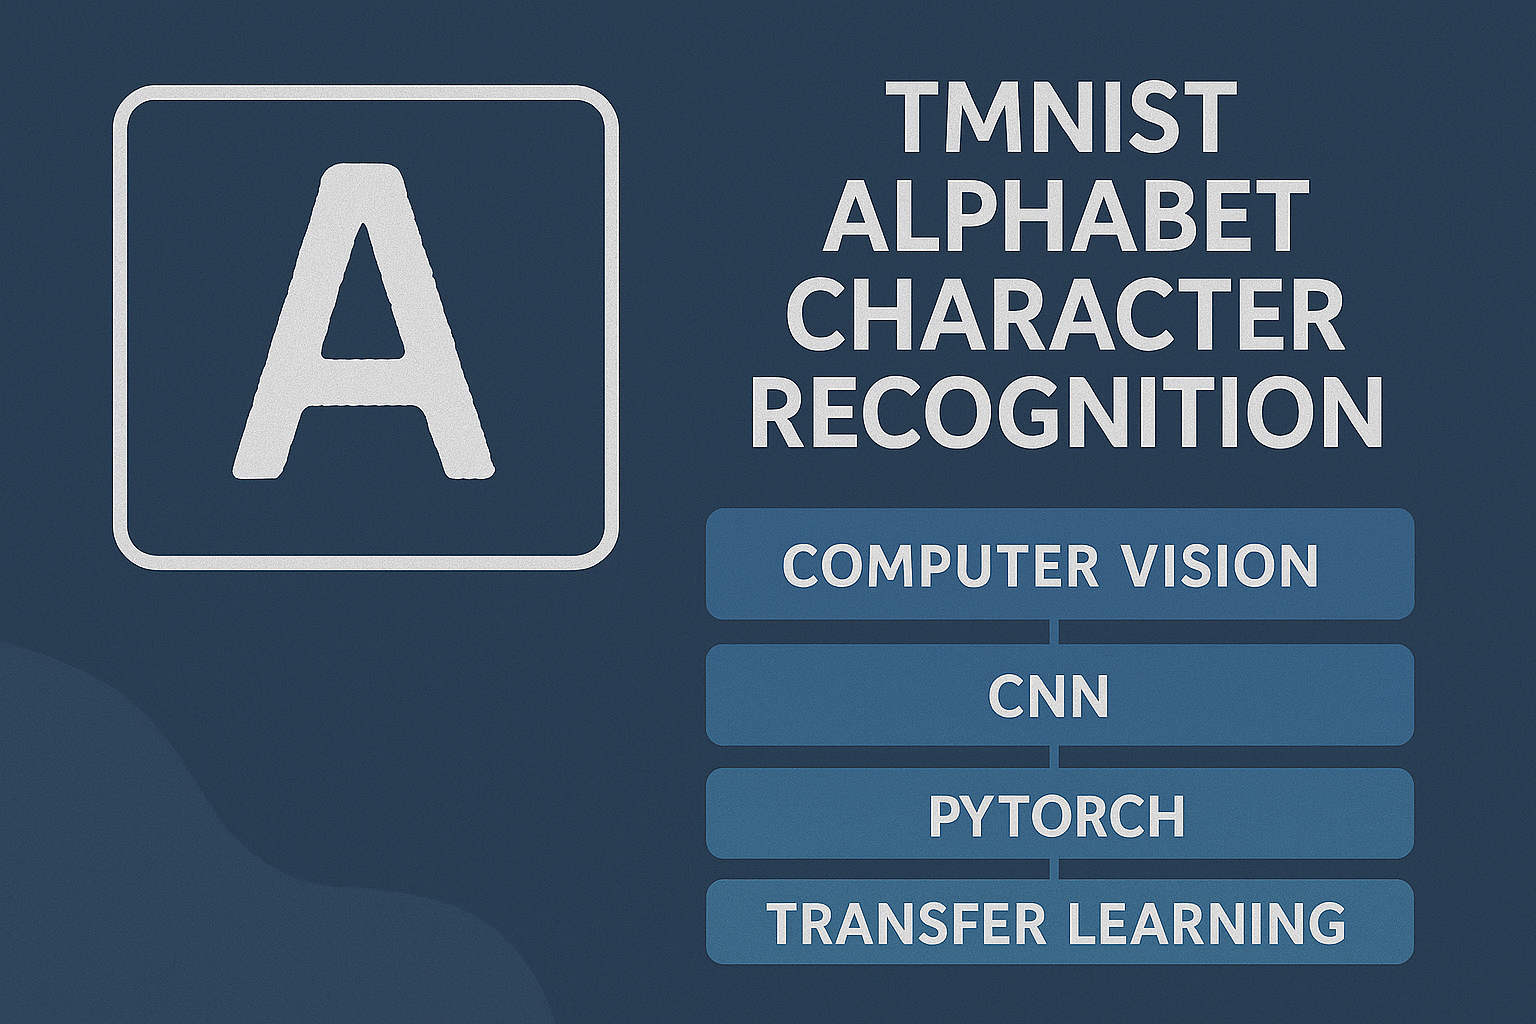 A
TMNIST
ALPHABET
CHARACTER
RECOGNITION
COMPUTER VISION
CNN
PYTORCH
TRANSFER LEARNING